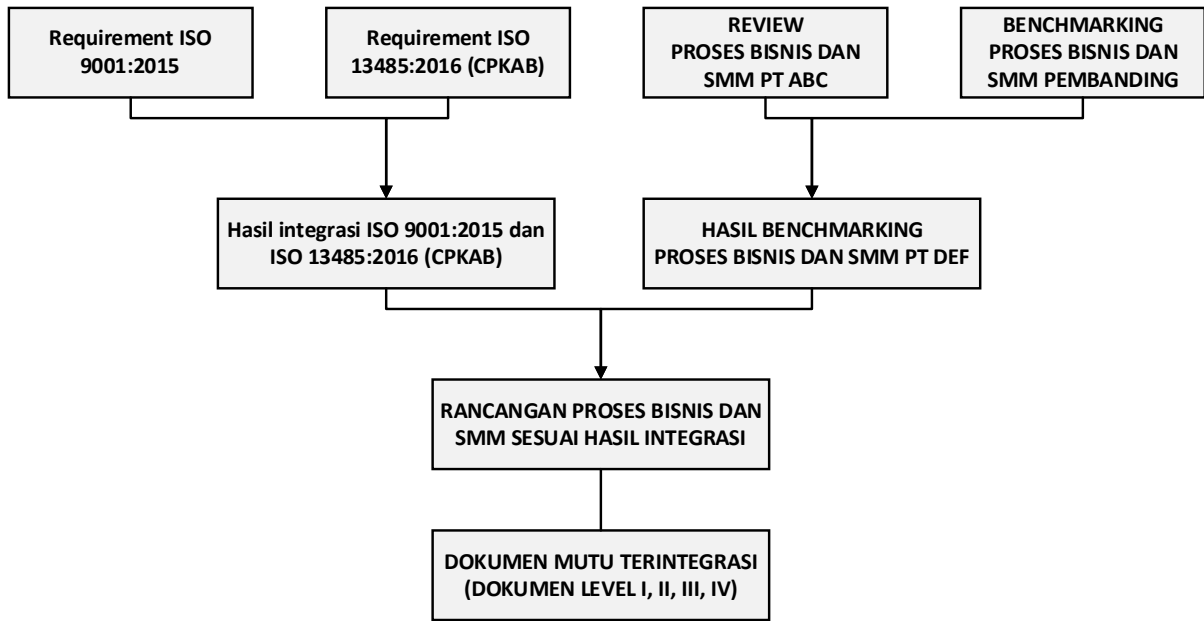 Requirement ISO
9001:2015
Requirement ISO
13485:2016 (CPKAB)
REVIEW
PROSES BISNIS DAN
SMM PT ABC
BENCHMARKING
PROSES BISNIS DAN
SMM PEMBANDING
Hasil integrasi ISO 9001:2015 dan
ISO 13485:2016 (CPKAB)
HASIL BENCHMARKING
PROSES BISNIS DAN SMM PT DEF
RANCANGAN PROSES BISNIS DAN
SMM SESUAI HASIL INTEGRASI
DOKUMEN MUTU TERINTEGRASI
(DOKUMEN LEVEL I, II, III, IV)